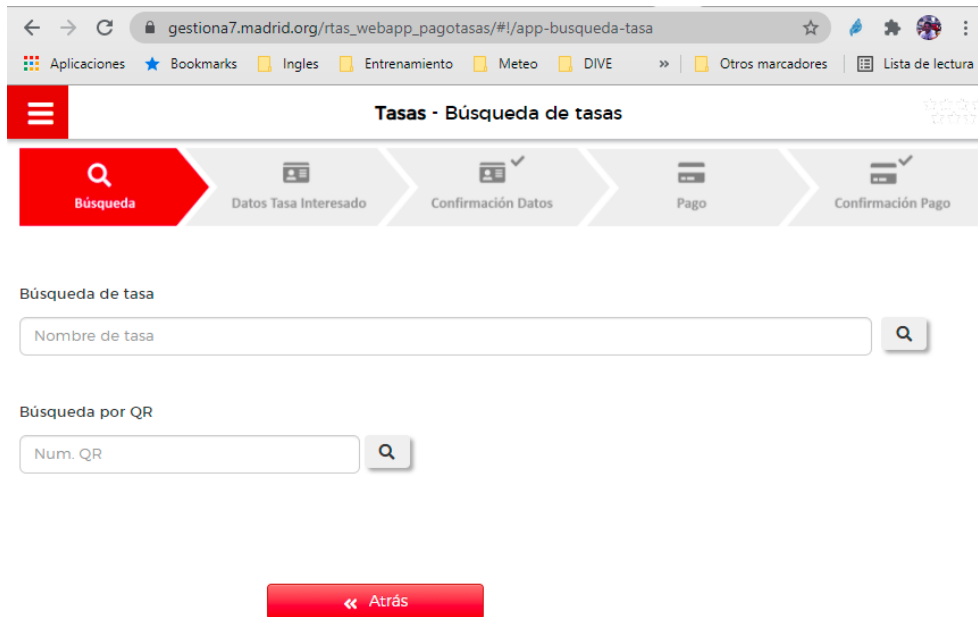 gestiona7.madrid.org/rtas_webapp_pagotasas/#!/app-busqueda-tasa
Aplicaciones Bookmarks Ingles Entrenamiento Meteo DIVE » Otros marcadores Lista de lectura
Tasas - Búsqueda de tasas
Búsqueda Datos Tasa Interesado Confirmación Datos Pago Confirmación Pago
Búsqueda de tasa
Nombre de tasa
Búsqueda por QR
Num. QR
« Atrás